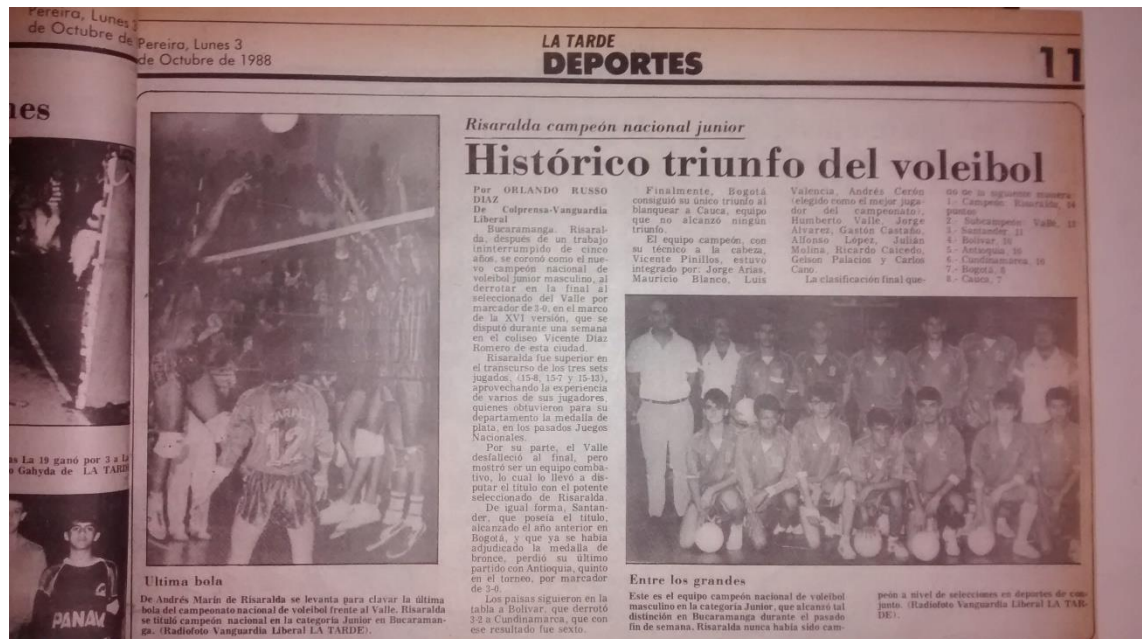 Pereira, Lunes 3
de Octubre de
Pereira, Lunes 3
de Octubre de 1988
LA TARDE
DEPORTES
11
nes
as La 19 ganó por 3 a
o Gabyda de LA TARDE
PANAV
12
Ultima bola
De Andrés Marín de Risaralda se levanta para clavar la última
bola del campeonato nacional de voleibol frente al Valle. Risaralda
se tituló campeón nacional en la categoría Junior en Bucaraman-
ga. (Radiofoto Vanguardia Liberal LA TARDE).
Risaralda campeón nacional junior
Histórico triunfo del voleibol
Por ORLANDO RUSSO
DIAZ
De Colprensa-Vanguardia
Liberal
Bucaramanga. Risaral-
da, después de un trabajo
ininterrumpido de cinco
años, se coronó como el nue-
vo campeón nacional de
voleibol junior masculino, al
derrotar en la final al
seleccionado del Valle por
marcador de 3-0, en el marco
de la XVI versión, que se
disputó durante una semana
en el coliseo Vicente Díaz
Romero de esta ciudad.
Risaralda fue superior en
el transcurso de los tres sets
jugados, (15-8, 15-7 y 15-13),
aprovechando la experiencia
de varios de sus jugadores,
quienes obtuvieron para su
departamento la medalla de
plata, en los pasados Juegos
Nacionales.
Por su parte, el Valle
desfalleció al final, pero
mostró ser un equipo comba-
tivo, lo cual lo llevó a dis-
putar el título con el potente
seleccionado de Risaralda.
De igual forma, Santan-
der, que poseía el título,
alcanzado el año anterior en
Bogotá, y que ya se había
adjudicado la medalla de
bronce, perdió su último
partido con Antioquia, quinto
en el torneo, por marcador
de 3-0.
Los paisas siguieron en la
tabla a Bolívar, que derrotó
3-2 a Cundinamarca, que con
ese resultado fue sexto.
Finalmente, Bogotá
consiguió su único triunfo al
blanquear a Cauca, equipo
que no alcanzó ningún
triunfo.
El equipo campeón, con
su técnico a la cabeza,
Vicente Pinillos, estuvo
integrado por: Jorge Arias,
Mauricio Blanco, Luis
Valencia, Andrés Cerón
(elegido como el mejor juga-
dor del campeonato),
Humberto Valle, Jorge
Alvarez, Gastón Castaño,
Alfonso López, Julián
Molina, Ricardo Caicedo,
Geison Palacios y Carlos
Cano.
La clasificación final que-
dó de la siguiente manera
1- Campeón: Risaralda, 14
puntos
2.- Subcampeón: Valle, 13
3.- Santander, 11
4.- Bolívar, 10
5.- Antioquia, 10
6.- Cundinamarca, 10
7.- Bogotá, 8
8.- Cauca, 7
Entre los grandes
Este es el equipo campeón nacional de voleibol
masculino en la categoría Junior, que alcanzó tal
distinción en Bucaramanga durante el pasado
fin de semana. Risaralda nunca había sido cam-
peón a nivel de selecciones en deportes de con-
junto. (Radiofoto Vanguardia Liberal LA TAR-
DE).